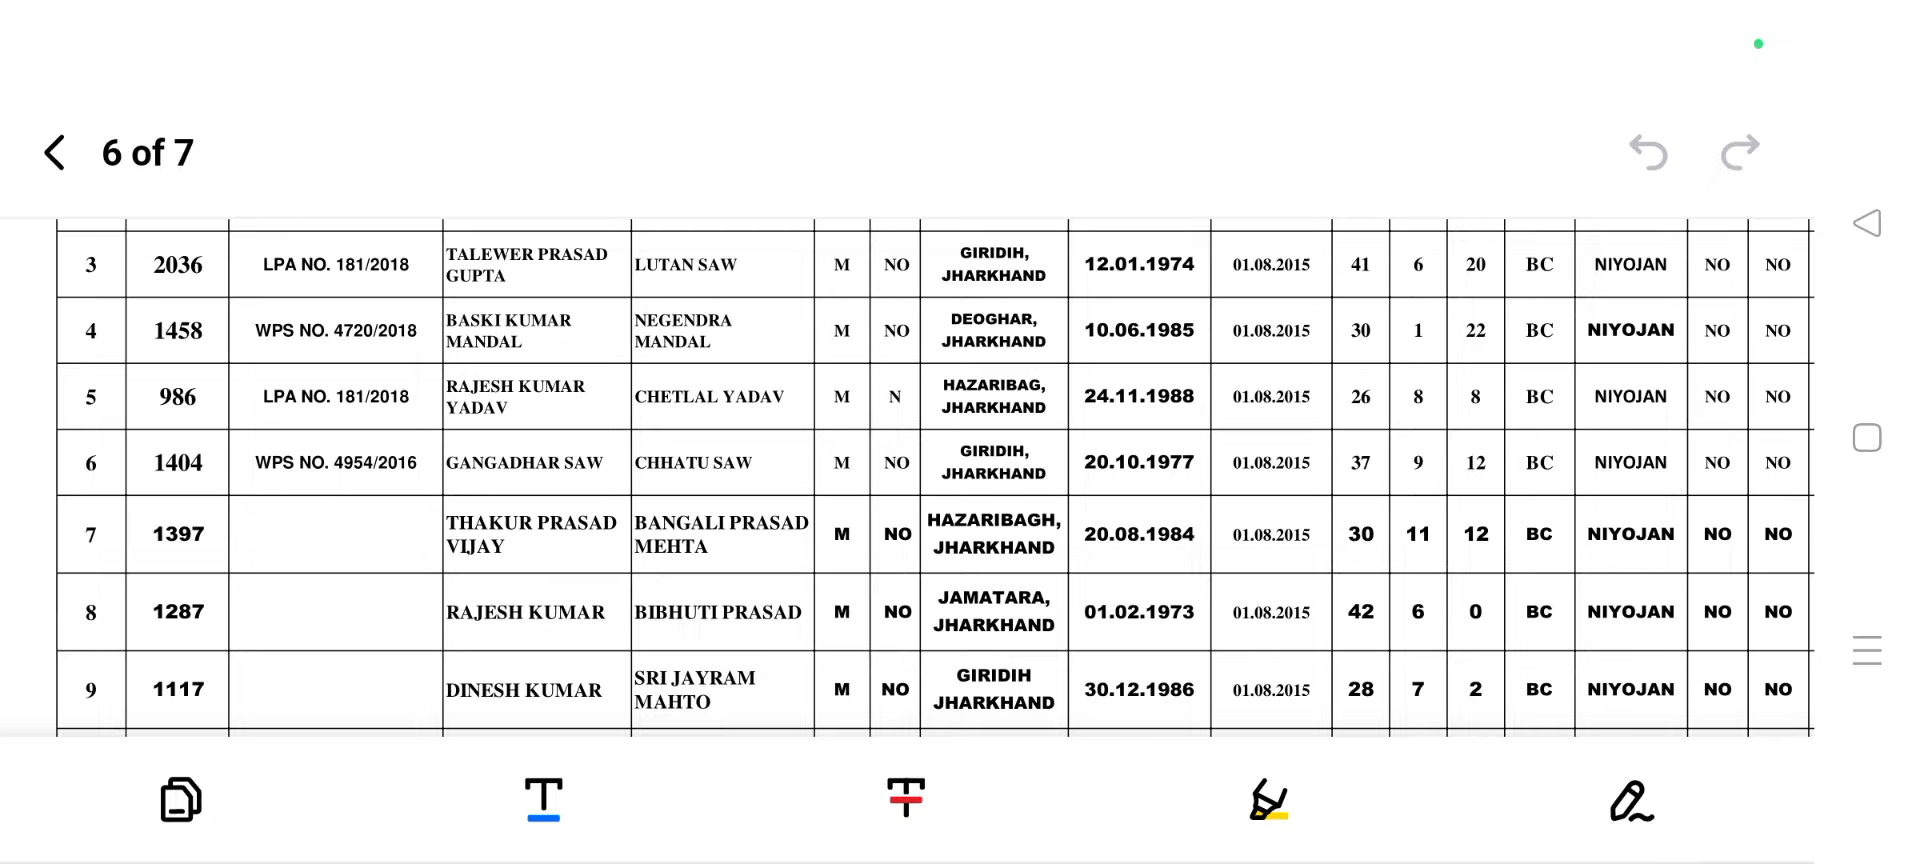 6 of 7
3 2036 LPA NO. 181/2018 TALEWER PRASAD GUPTA LUTAN SAW M NO GIRIDIH, JHARKHAND 12.01.1974 01.08.2015 41 6 20 BC NIYOJAN NO NO
4 1458 WPS NO. 4720/2018 BASKI KUMAR MANDAL NEGENDRA MANDAL M NO DEOGHAR, JHARKHAND 10.06.1985 01.08.2015 30 1 22 BC NIYOJAN NO NO
5 986 LPA NO. 181/2018 RAJESH KUMAR YADAV CHETLAL YADAV M N HAZARIBAG, JHARKHAND 24.11.1988 01.08.2015 26 8 8 BC NIYOJAN NO NO
6 1404 WPS NO. 4954/2016 GANGADHAR SAW CHHATU SAW M NO GIRIDIH, JHARKHAND 20.10.1977 01.08.2015 37 9 12 BC NIYOJAN NO NO
7 1397 THAKUR PRASAD VIJAY BANGALI PRASAD MEHTA M NO HAZARIBAGH, JHARKHAND 20.08.1984 01.08.2015 30 11 12 BC NIYOJAN NO NO
8 1287 RAJESH KUMAR BIBHUTI PRASAD M NO JAMATARA, JHARKHAND 01.02.1973 01.08.2015 42 6 0 BC NIYOJAN NO NO
9 1117 DINESH KUMAR SRI JAYRAM MAHTO M NO GIRIDIH JHARKHAND 30.12.1986 01.08.2015 28 7 2 BC NIYOJAN NO NO